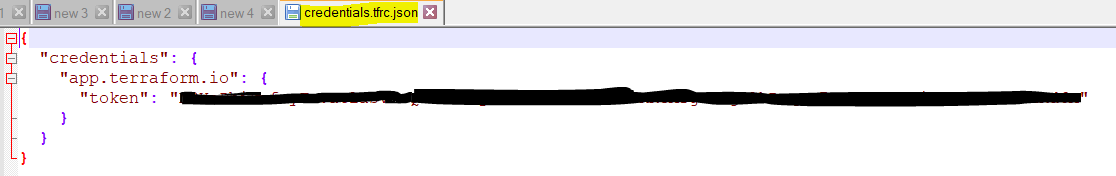 1 new 3 new 2 new 4 credentials.tfrc.json
{
"credentials": {
"app.terraform.io": {
"token": " "
}
}
}